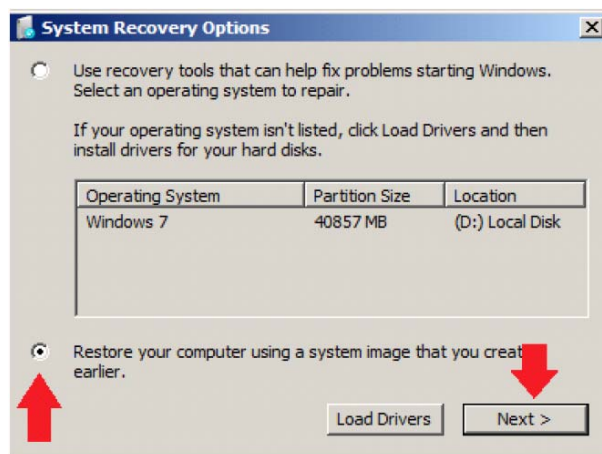 System Recovery Options
Use recovery tools that can help fix problems starting Windows.
Select an operating system to repair.
If your operating system isn't listed, click Load Drivers and then
install drivers for your hard disks.
Operating System Partition Size Location
Windows 7 40857 MB (D:) Local Disk
Restore your computer using a system image that you
earlier.
Load Drivers Next >